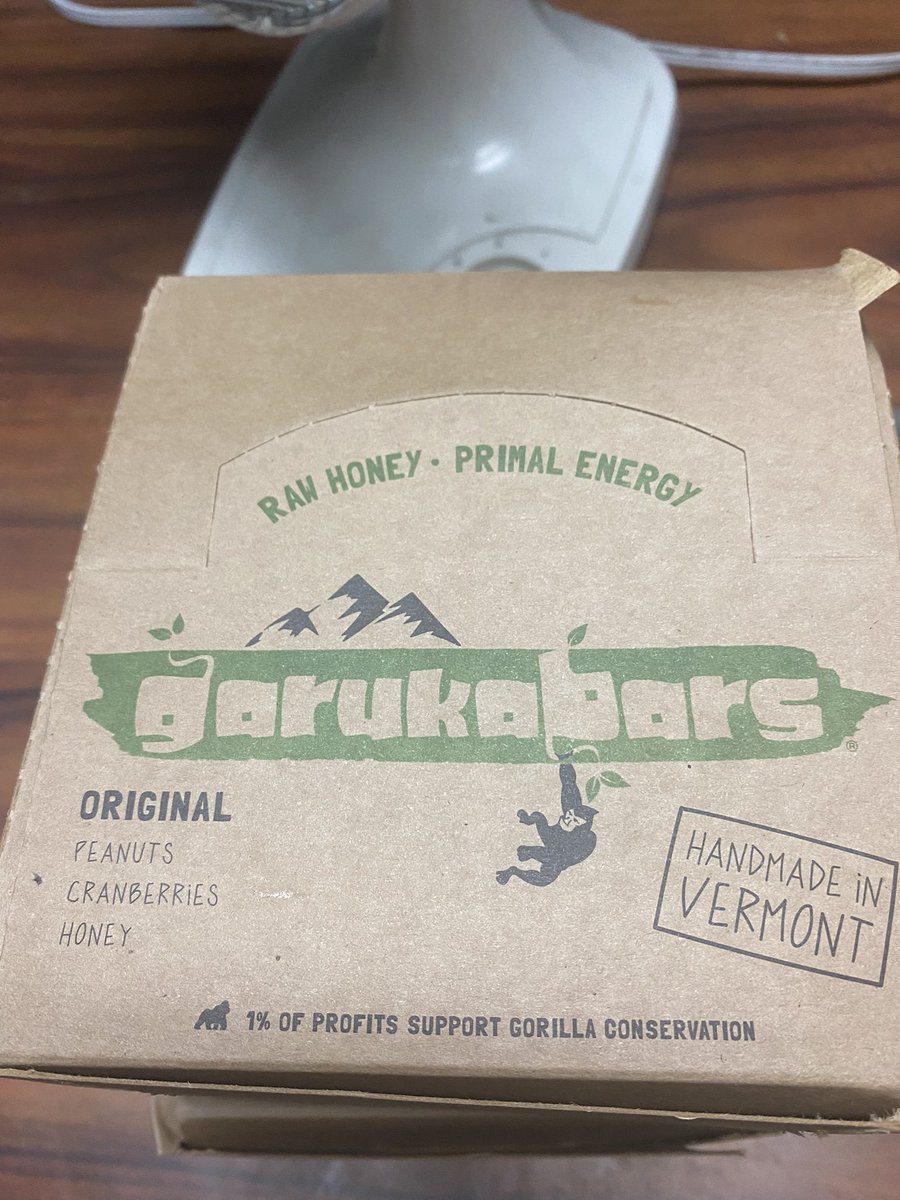 RAW HONEY · PRIMAL ENERGY
garukabars®
ORIGINAL
PEANUTS
CRANBERRiES
HONEY
HANDMADE iN
VERMONT
1% OF PROFITS SUPPORT GORILLA CONSERVATION